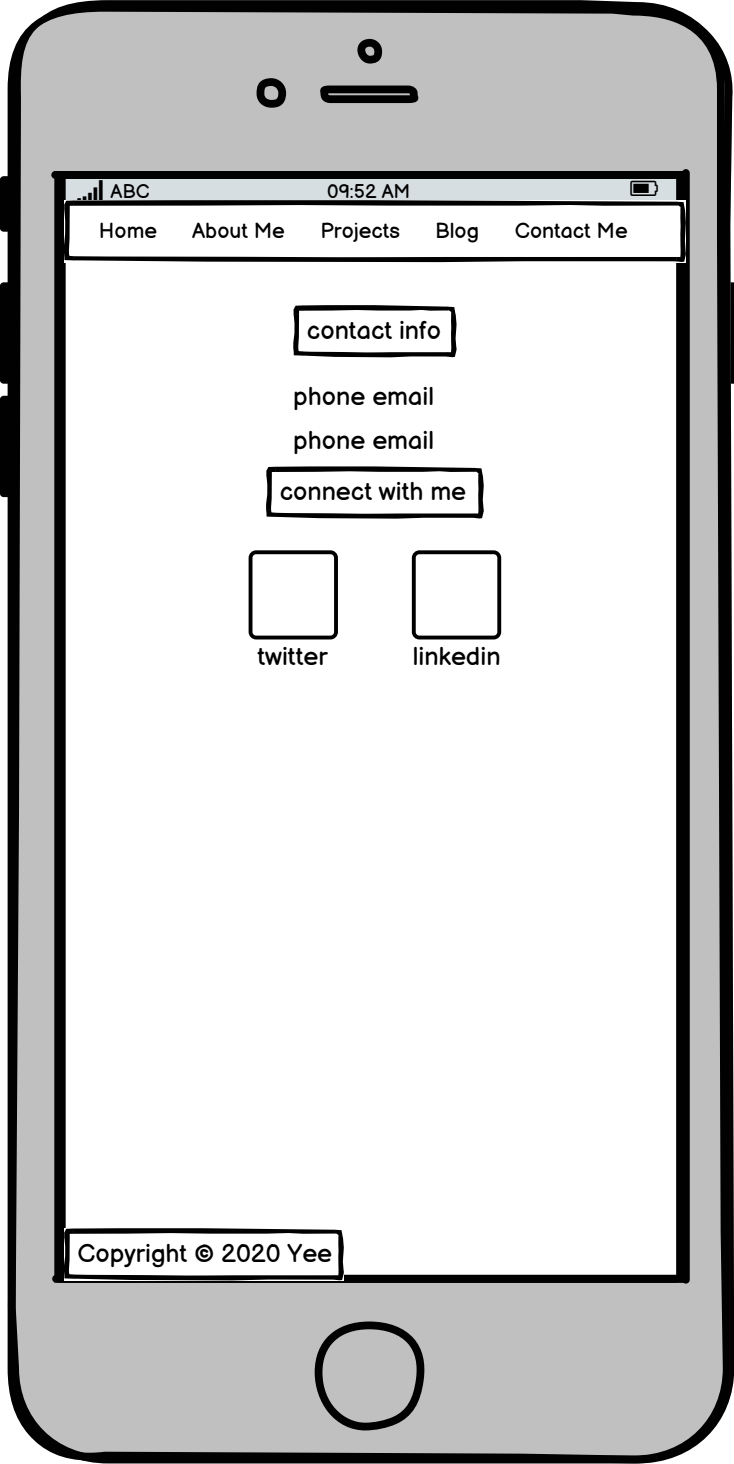 ABC 09:52 AM
Home About Me Projects Blog Contact Me
contact info
phone email
phone email
connect with me
twitter linkedin
Copyright © 2020 Yee